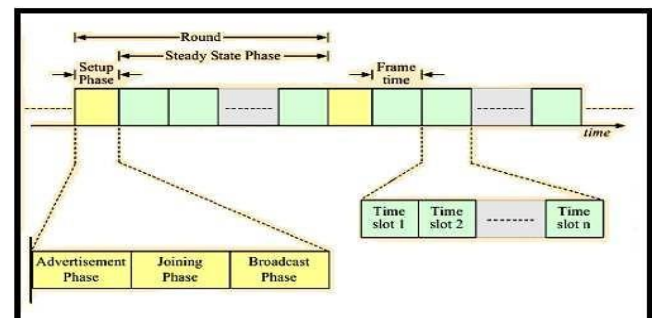 Round
Steady State Phase
Setup
Phase
Frame
time
time
Time
slot 1
Time
slot 2
Time
slot n
Advertisement
Phase
Joining
Phase
Broadcast
Phase